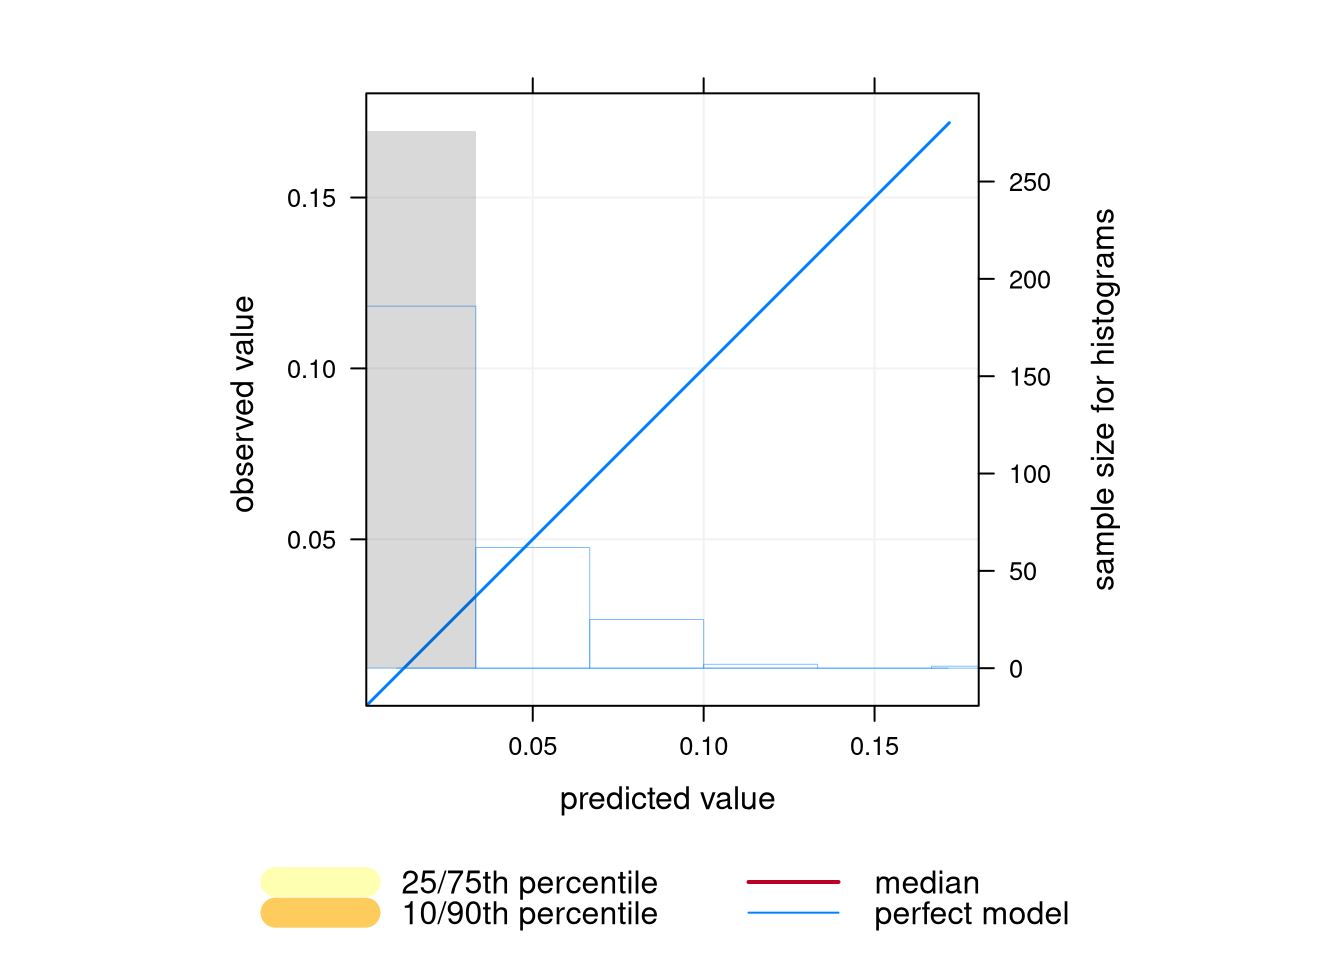 0.15
0.10
0.05
observed value
250
200
150
100
50
0
sample size for histograms
0.05 0.10 0.15
predicted value
25/75th percentile median
10/90th percentile perfect model